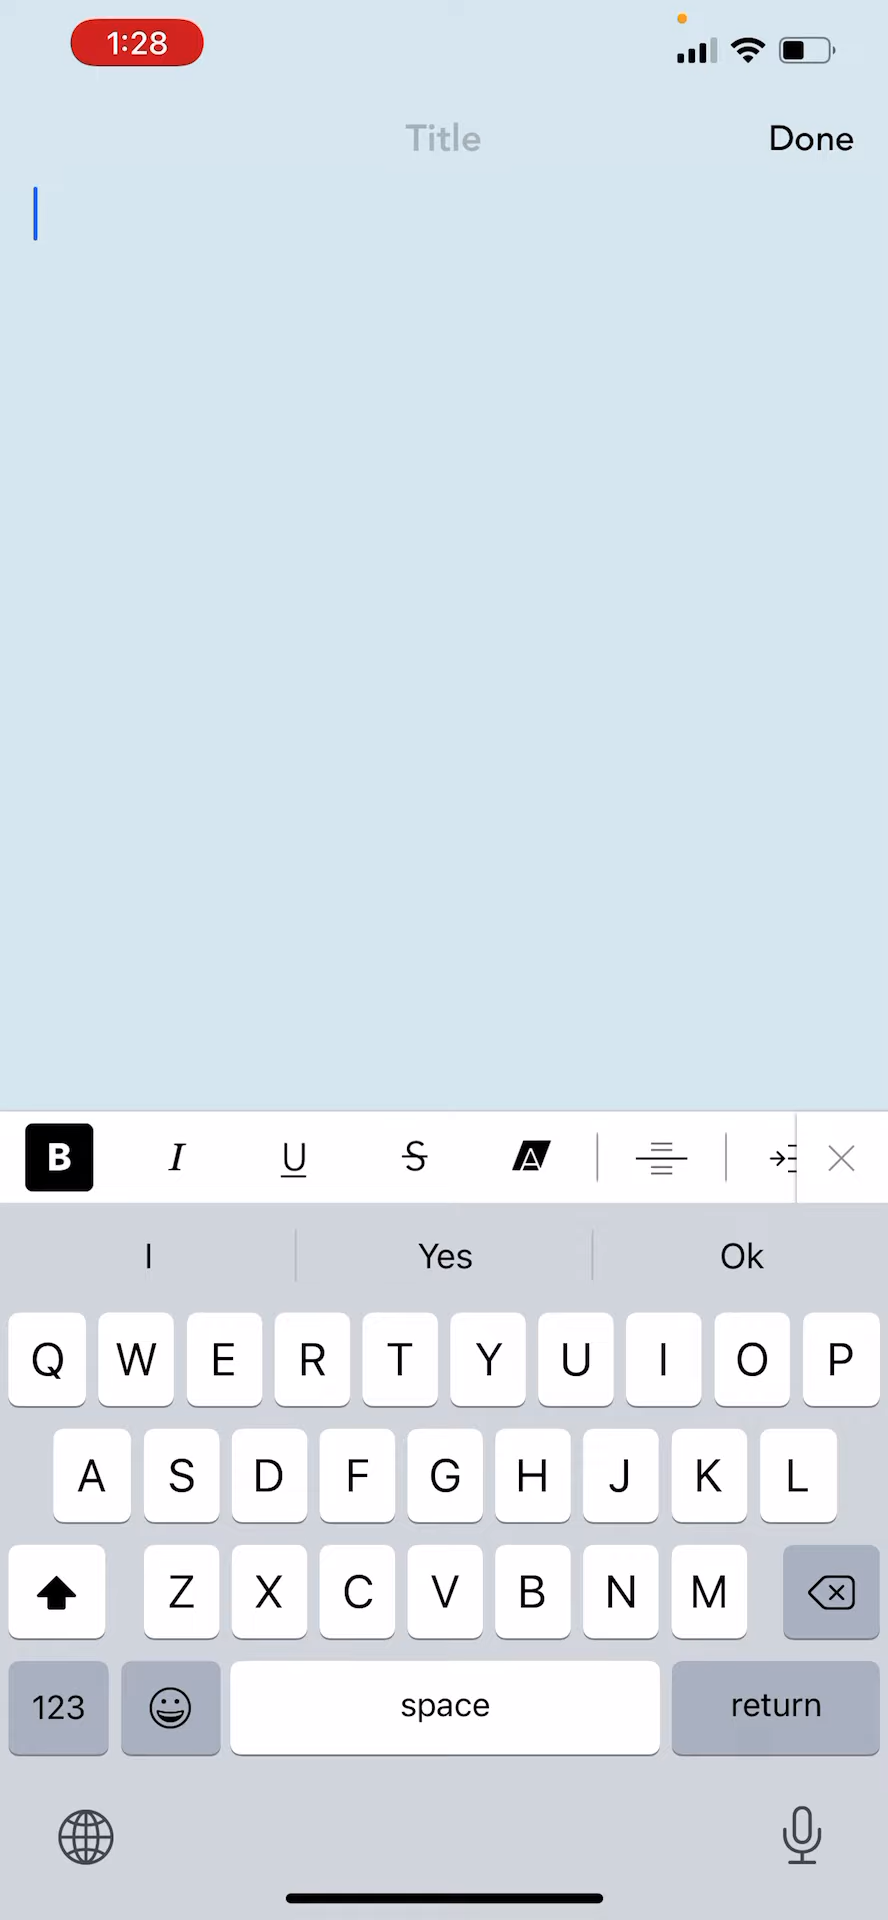 1:28
Title Done
B I U S A
I Yes Ok
Q W E R T Y U I O P
A S D F G H J K L
Z X C V B N M
123 space return